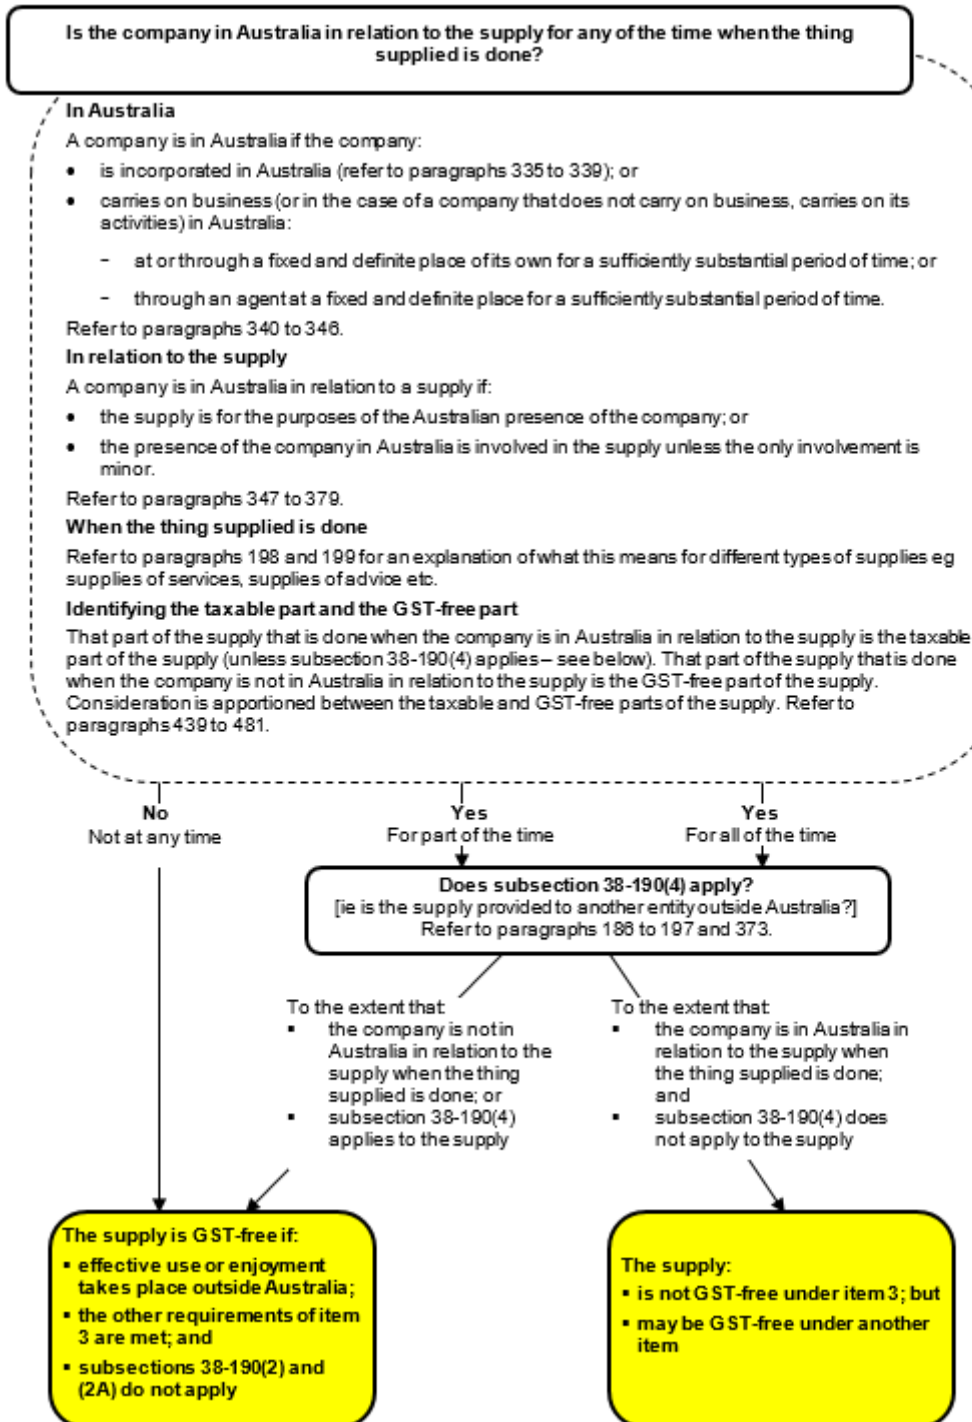 Is the company in Australia in relation to the supply for any of the time when the thing
supplied is done?
In Australia
A company is in Australia if the company:
• is incorporated in Australia (refer to paragraphs 335 to 339); or
• carries on business (or in the case of a company that does not carry on business, carries on its
activities) in Australia:
− at or through a fixed and definite place of its own for a sufficiently substantial period of time; or
− through an agent at a fixed and definite place for a sufficiently substantial period of time.
Refer to paragraphs 340 to 346.
In relation to the supply
A company is in Australia in relation to a supply if:
• the supply is for the purposes of the Australian presence of the company; or
• the presence of the company in Australia is involved in the supply unless the only involvement is
minor.
Refer to paragraphs 347 to 379.
When the thing supplied is done
Refer to paragraphs 198 and 199 for an explanation of what this means for different types of supplies eg
supplies of services, supplies of advice etc.
Identifying the taxable part and the GST-free part
That part of the supply that is done when the company is in Australia in relation to the supply is the taxable
part of the supply (unless subsection 38-190(4) applies – see below). That part of the supply that is done
when the company is not in Australia in relation to the supply is the GST-free part of the supply.
Consideration is apportioned between the taxable and GST-free parts of the supply. Refer to
paragraphs 439 to 481.
No
Not at any time
Yes
For part of the time
Yes
For all of the time
Does subsection 38-190(4) apply?
[ie is the supply provided to another entity outside Australia?]
Refer to paragraphs 186 to 197 and 373.
To the extent that:
▪ the company is not in
Australia in relation to the
supply when the thing
supplied is done; or
▪ subsection 38-190(4)
applies to the supply
To the extent that:
▪ the company is in Australia in
relation to the supply when
the thing supplied is done;
and
▪ subsection 38-190(4) does
not apply to the supply
The supply is GST-free if:
▪ effective use or enjoyment
takes place outside Australia;
▪ the other requirements of item
3 are met; and
▪ subsections 38-190(2) and
(2A) do not apply
The supply:
▪ is not GST-free under item 3; but
▪ may be GST-free under another
item